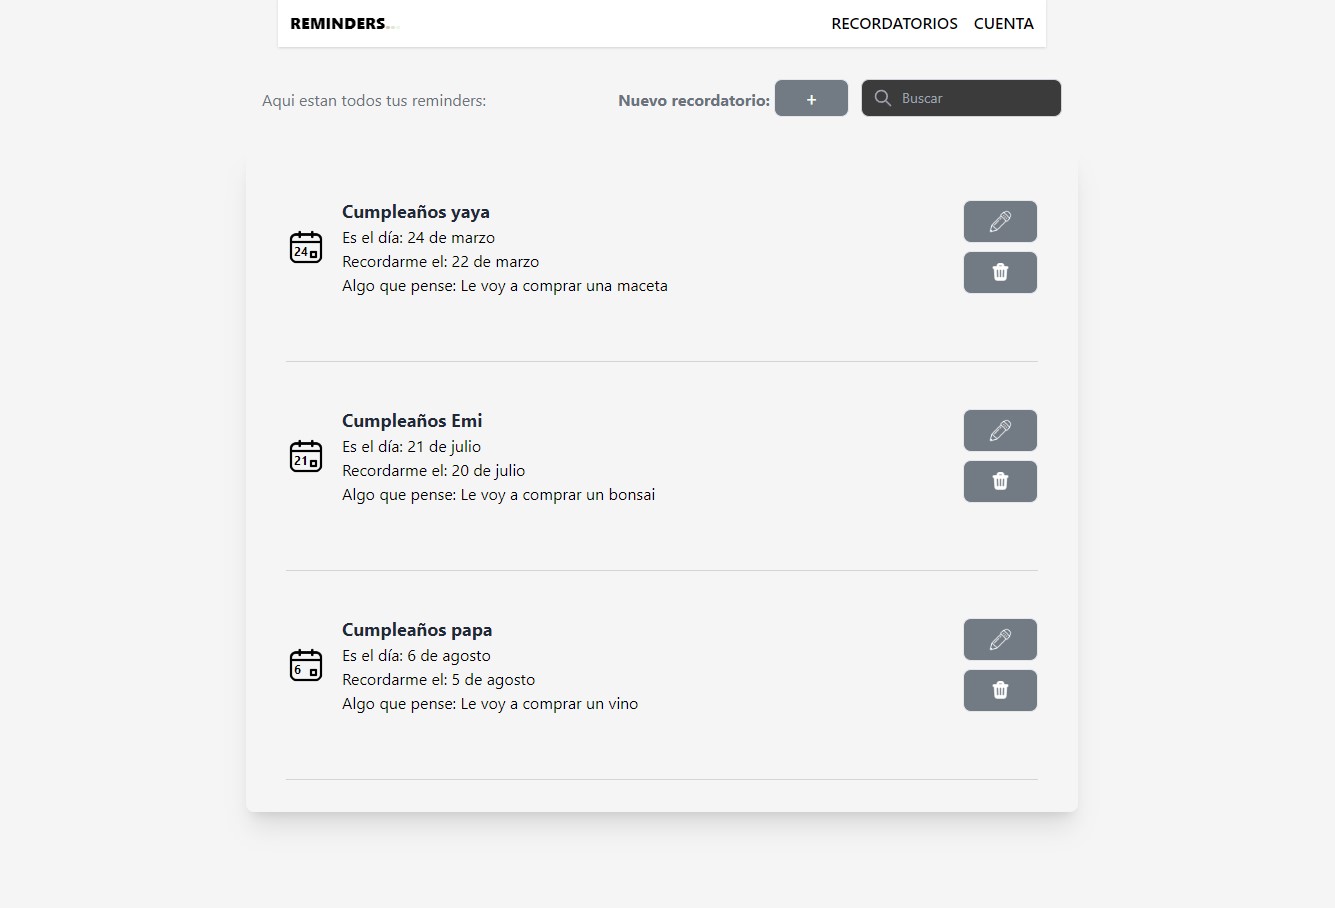 REMINDERS...
RECORDATORIOS CUENTA
Aqui estan todos tus reminders:
Nuevo recordatorio: +
Buscar
Cumpleaños yaya
24
Es el día: 24 de marzo
Recordarme el: 22 de marzo
Algo que pense: Le voy a comprar una maceta
Cumpleaños Emi
21
Es el día: 21 de julio
Recordarme el: 20 de julio
Algo que pense: Le voy a comprar un bonsai
Cumpleaños papa
6
Es el día: 6 de agosto
Recordarme el: 5 de agosto
Algo que pense: Le voy a comprar un vino